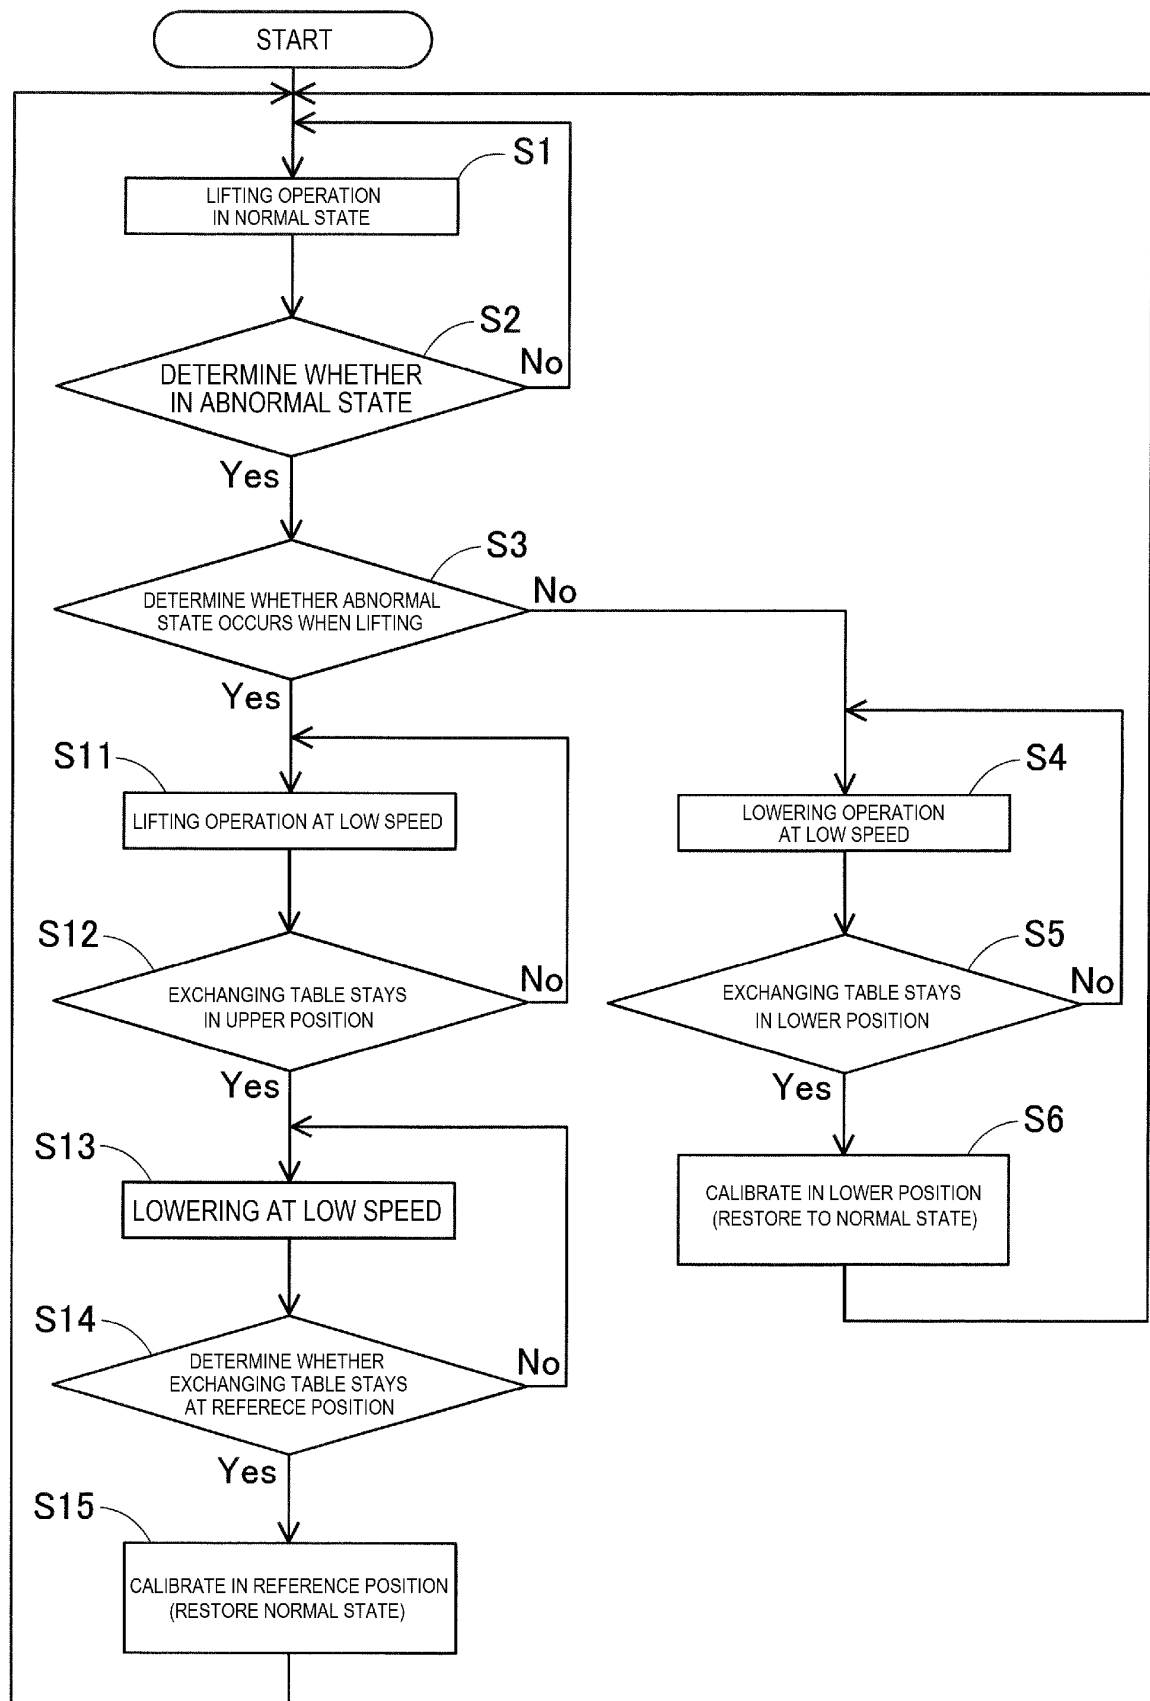 START
S1
LIFTING OPERATION
IN NORMAL STATE
S2
DETERMINE WHETHER
IN ABNORMAL STATE
No
Yes
S3
DETERMINE WHETHER ABNORMAL
STATE OCCURS WHEN LIFTING
No
Yes
S11
LIFTING OPERATION AT LOW SPEED
S12
EXCHANGING TABLE STAYS
IN UPPER POSITION
No
Yes
S13
LOWERING AT LOW SPEED
S14
DETERMINE WHETHER
EXCHANGING TABLE STAYS
AT REFERECE POSITION
No
Yes
S15
CALIBRATE IN REFERENCE POSITION
(RESTORE NORMAL STATE)
S4
LOWERING OPERATION
AT LOW SPEED
S5
EXCHANGING TABLE STAYS
IN LOWER POSITION
No
Yes
S6
CALIBRATE IN LOWER POSITION
(RESTORE TO NORMAL STATE)